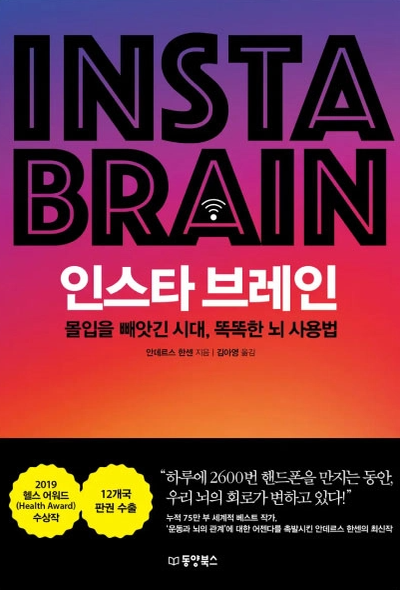 INSTA
BRAIN
인스타 브레인
몰입을 빼앗긴 시대, 똑똑한 뇌 사용법
안데르스 한센 지음 | 김아영 옮김
2019
헬스 어워드
(Health Award)
수상작
12개국
판권 수출
“하루에 2600번 핸드폰을 만지는 동안,
우리 뇌의 회로가 변하고 있다!”
누적 75만 부 세계적 베스트 작가,
‘운동과 뇌의 관계’에 대한 어젠다를 촉발시킨 안데르스 한센의 최신작
동양북스